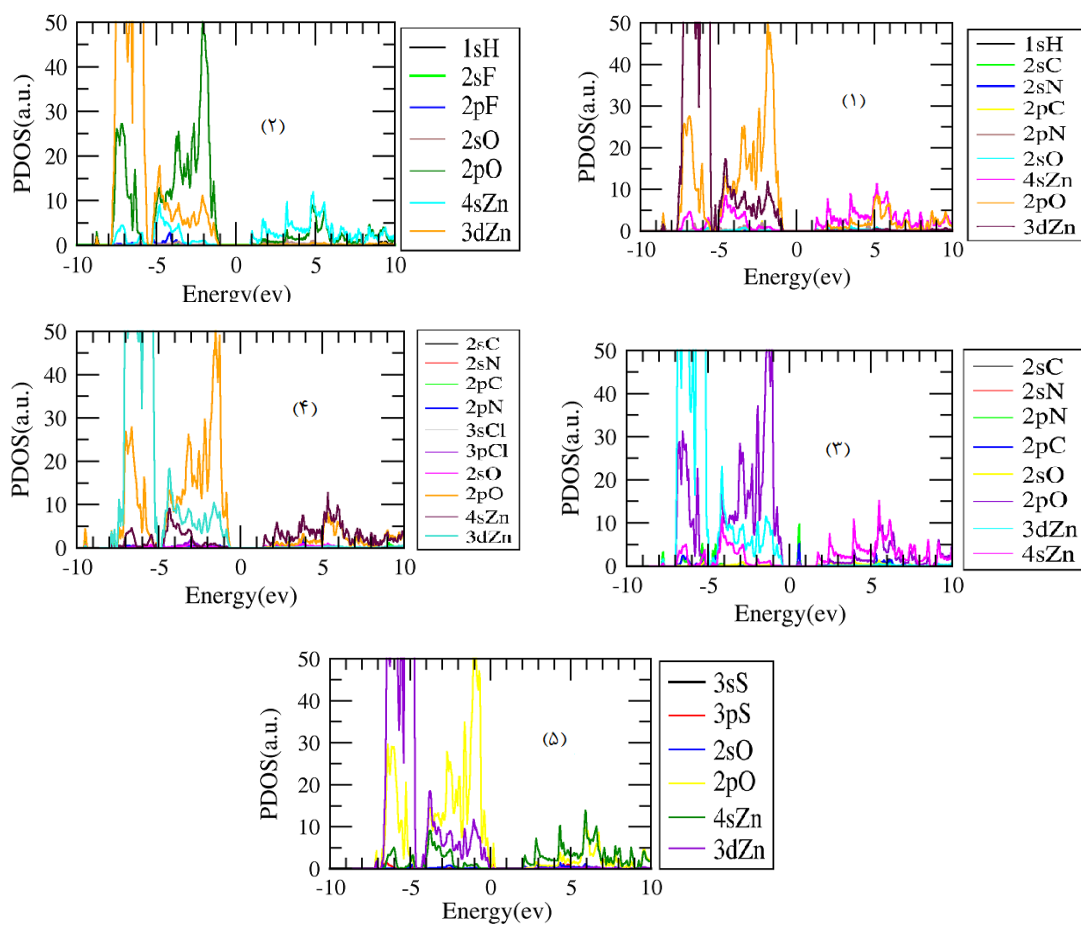 PDOS(a.u.)
50
40
30
20
10
0
-10
-5
0
5
10
Energy(ev)
(۲)
1sH
2sF
2pF
2sO
2pO
4sZn
3dZn
PDOS(a.u.)
50
40
30
20
10
0
-10
-5
0
5
10
Energy(ev)
(۱)
1sH
2sC
2sN
2pC
2pN
2sO
4sZn
2pO
3dZn
PDOS(a.u.)
50
40
30
20
10
0
-10
-5
0
5
10
Energy(ev)
(۴)
2sC
2sN
2pC
2pN
3sCl
3pCl
2sO
2pO
4sZn
3dZn
PDOS(a.u.)
50
40
30
20
10
0
-10
-5
0
5
10
Energy(ev)
(۳)
2sC
2sN
2pN
2pC
2sO
2pO
3dZn
4sZn
PDOS(a.u.)
50
40
30
20
10
0
-10
-5
0
5
10
Energy(ev)
(۵)
3sS
3pS
2sO
2pO
4sZn
3dZn